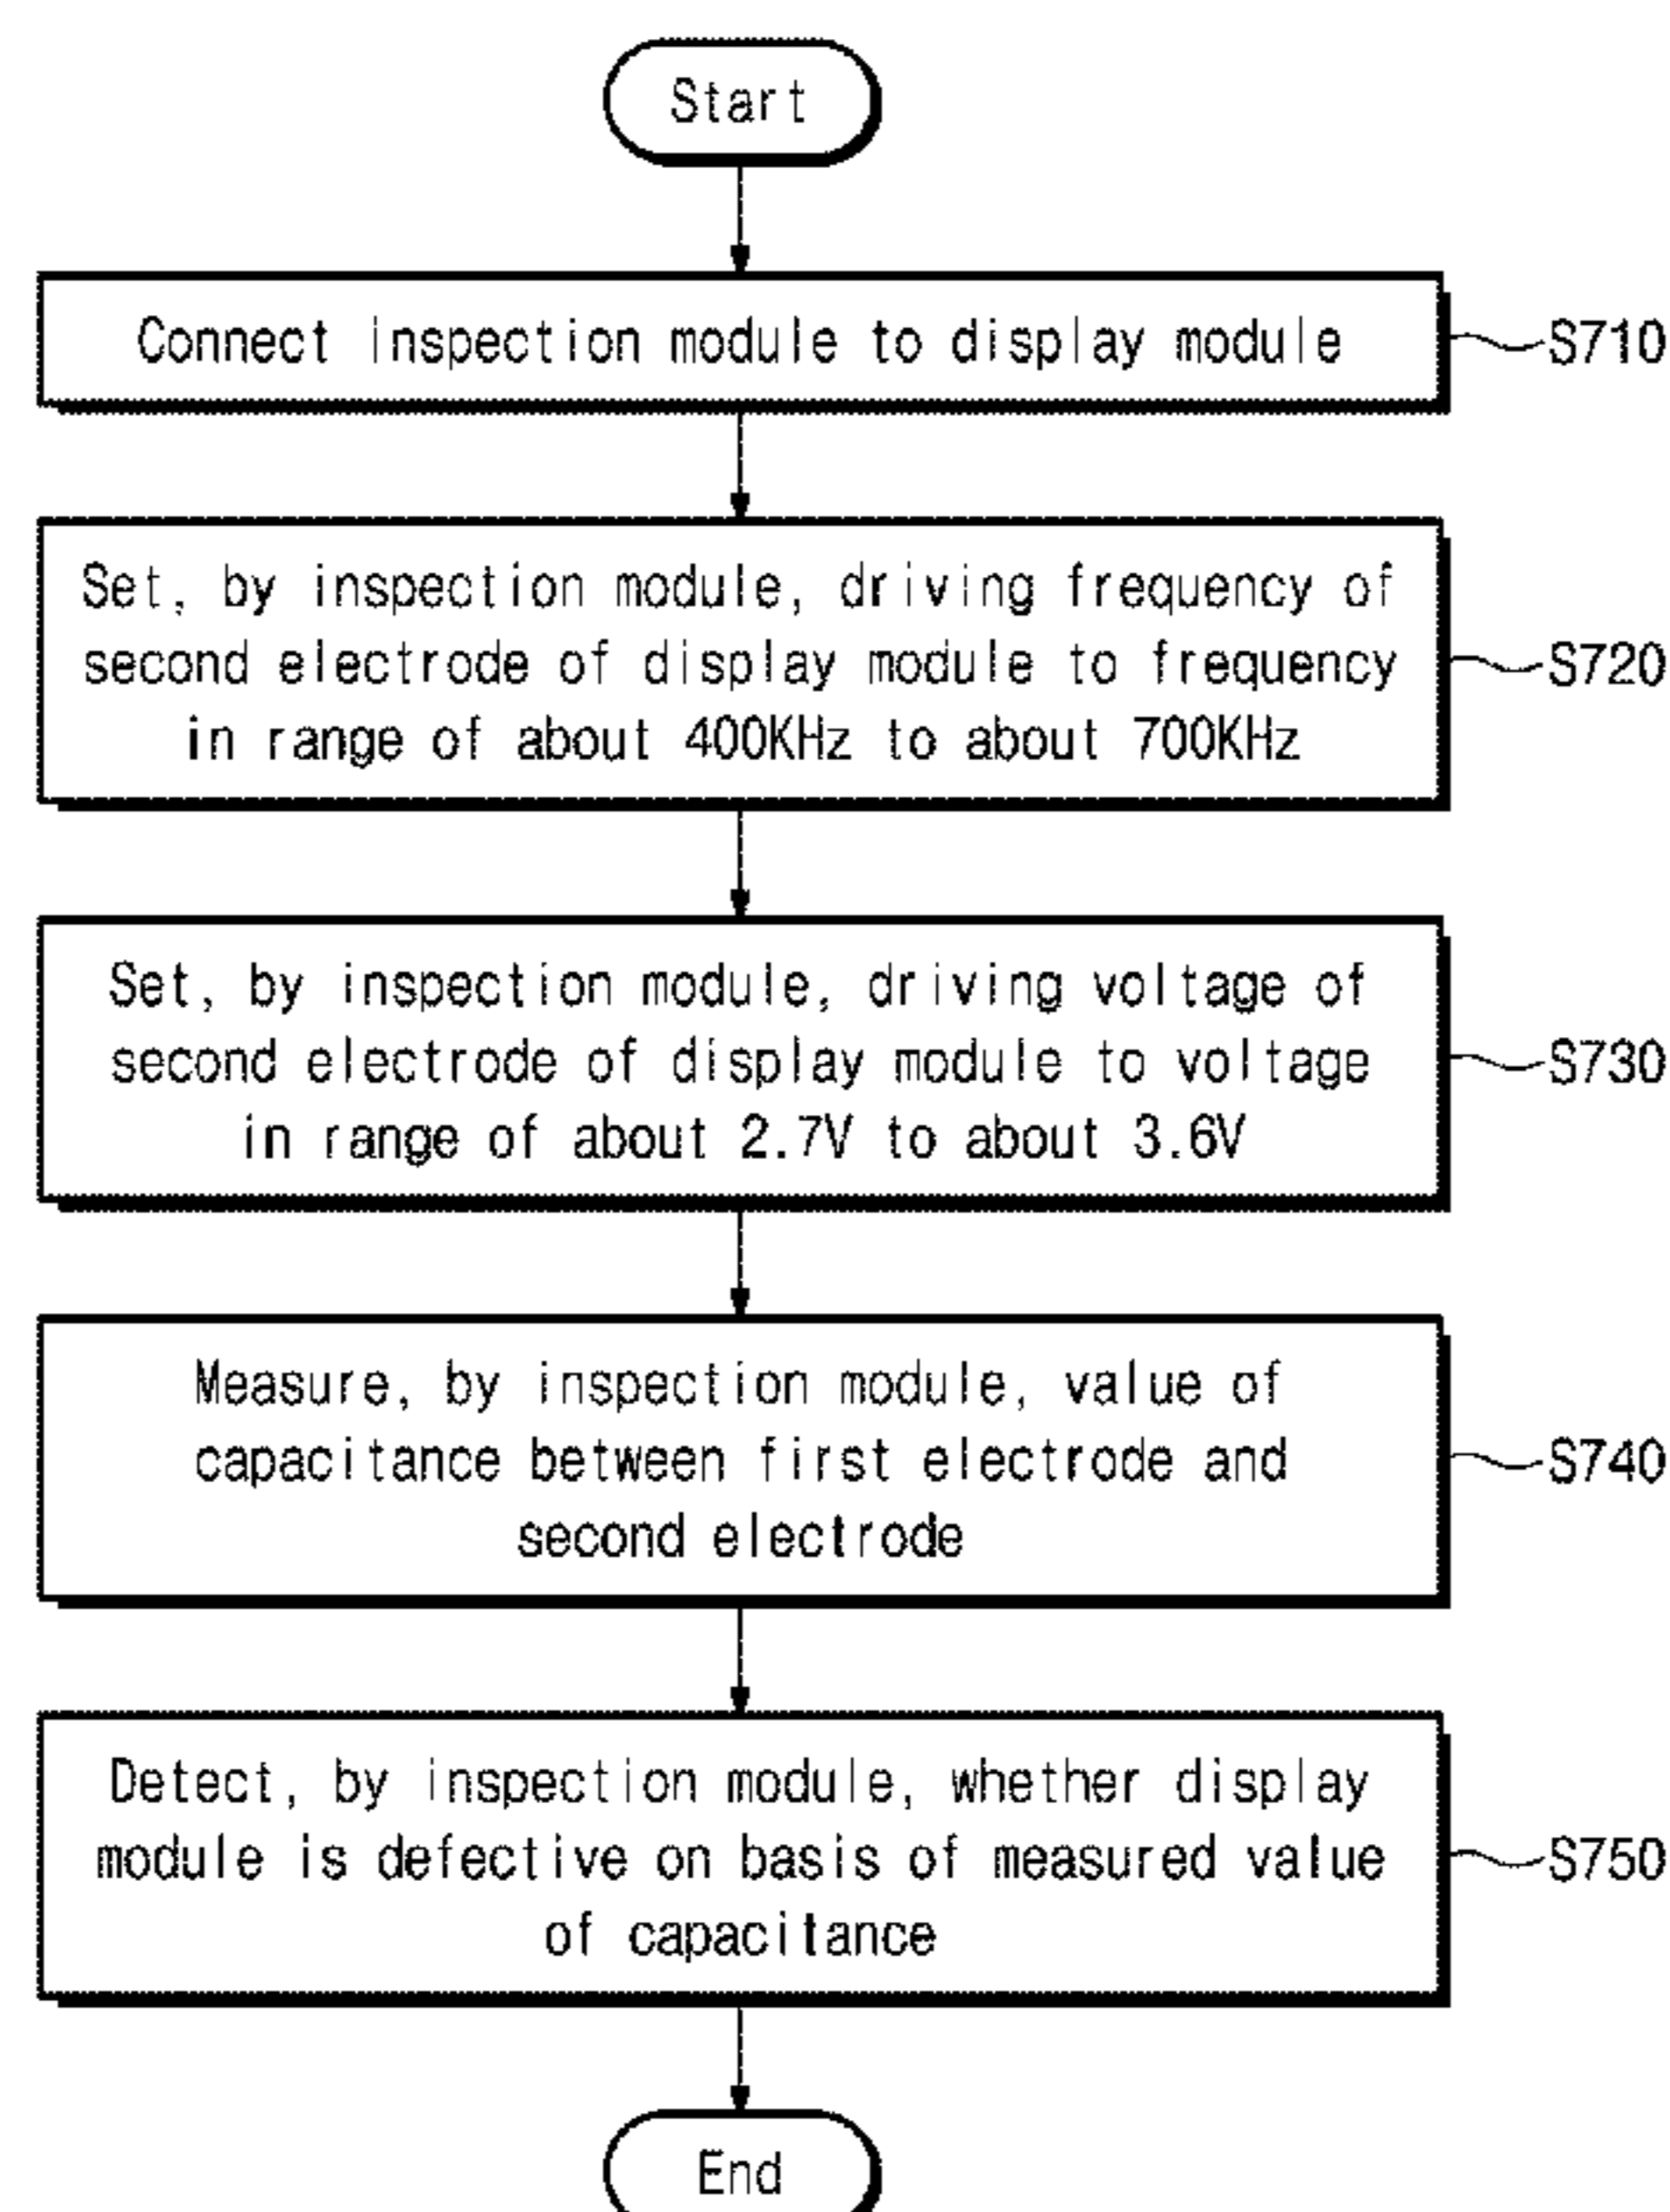 Start
Connect inspection module to display module
S710
Set, by inspection module, driving frequency of
second electrode of display module to frequency
in range of about 400KHz to about 700KHz
S720
Set, by inspection module, driving voltage of
second electrode of display module to voltage
in range of about 2.7V to about 3.6V
S730
Measure, by inspection module, value of
capacitance between first electrode and
second electrode
S740
Detect, by inspection module, whether display
module is defective on basis of measured value
of capacitance
S750
End